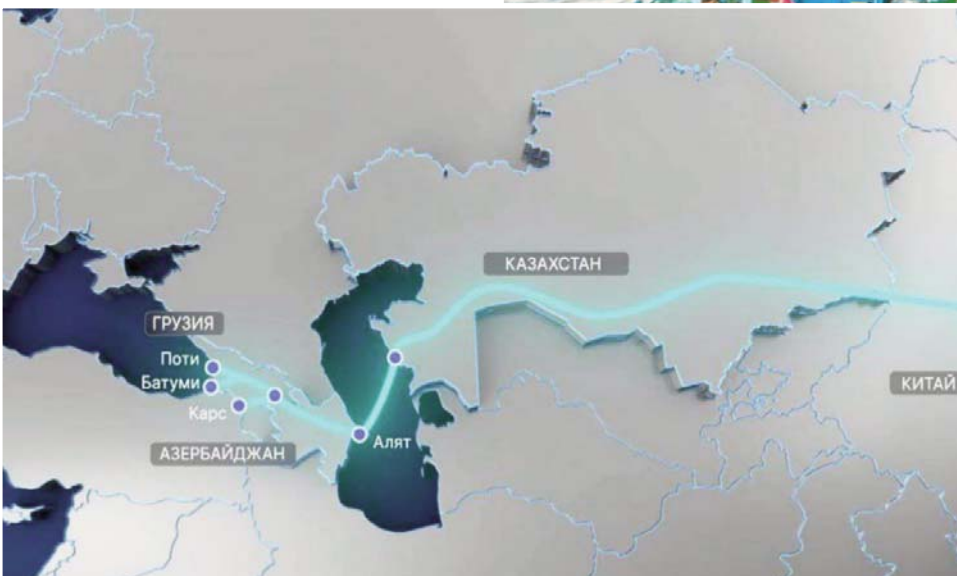 КАЗАХСТАН
ГРУЗИЯ
Поти
Батуми
КИТАЙ
Карс
Алят
АЗЕРБАЙДЖАН